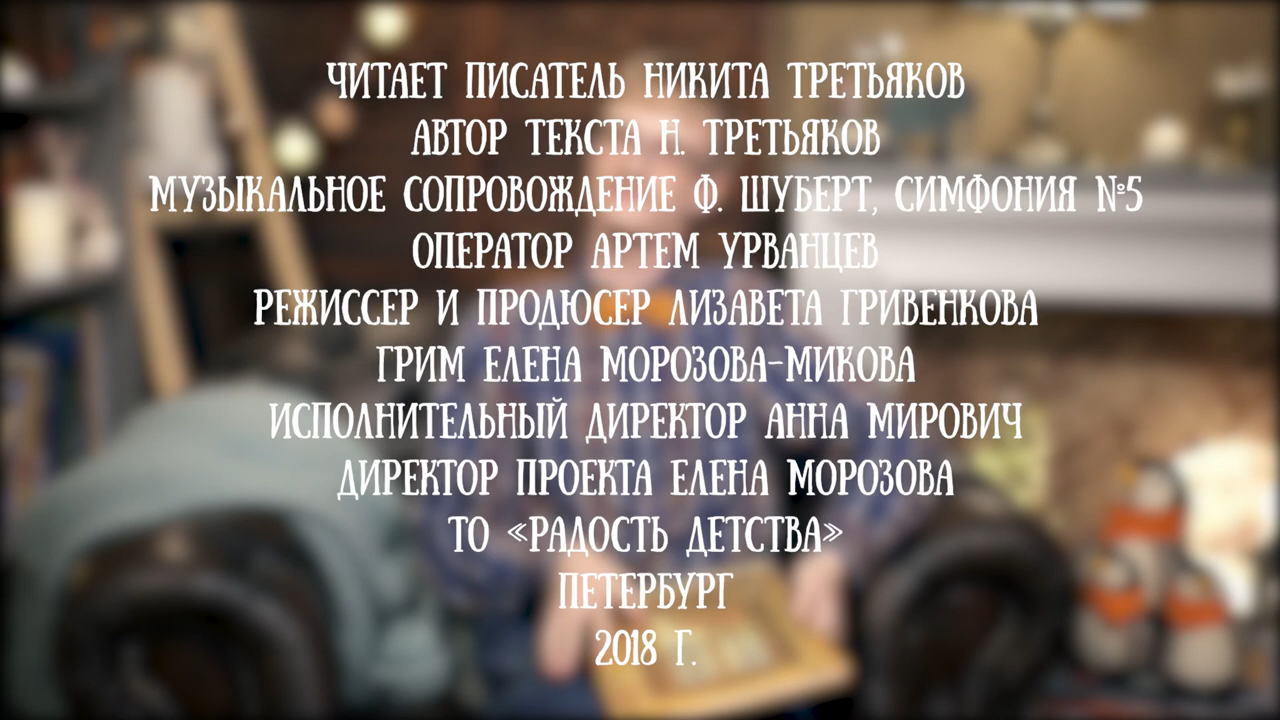 ЧИТАЕТ ПИСАТЕЛЬ НИКИТА ТРЕТЬЯКОВ
АВТОР ТЕКСТА Н. ТРЕТЬЯКОВ
МУЗЫКАЛЬНОЕ СОПРОВОЖДЕНИЕ Ф. ШУБЕРТ, СИМФОНИЯ №5
ОПЕРАТОР АРТЕМ УРВАНЦЕВ
РЕЖИССЕР И ПРОДЮСЕР ЛИЗАВЕТА ГРИВЕНКОВА
ГРИМ ЕЛЕНА МОРОЗОВА-МИКОВА
ИСПОЛНИТЕЛЬНЫЙ ДИРЕКТОР АННА МИРОВИЧ
ДИРЕКТОР ПРОЕКТА ЕЛЕНА МОРОЗОВА
ТО «РАДОСТЬ ДЕТСТВА»
ПЕТЕРБУРГ
2018 Г.